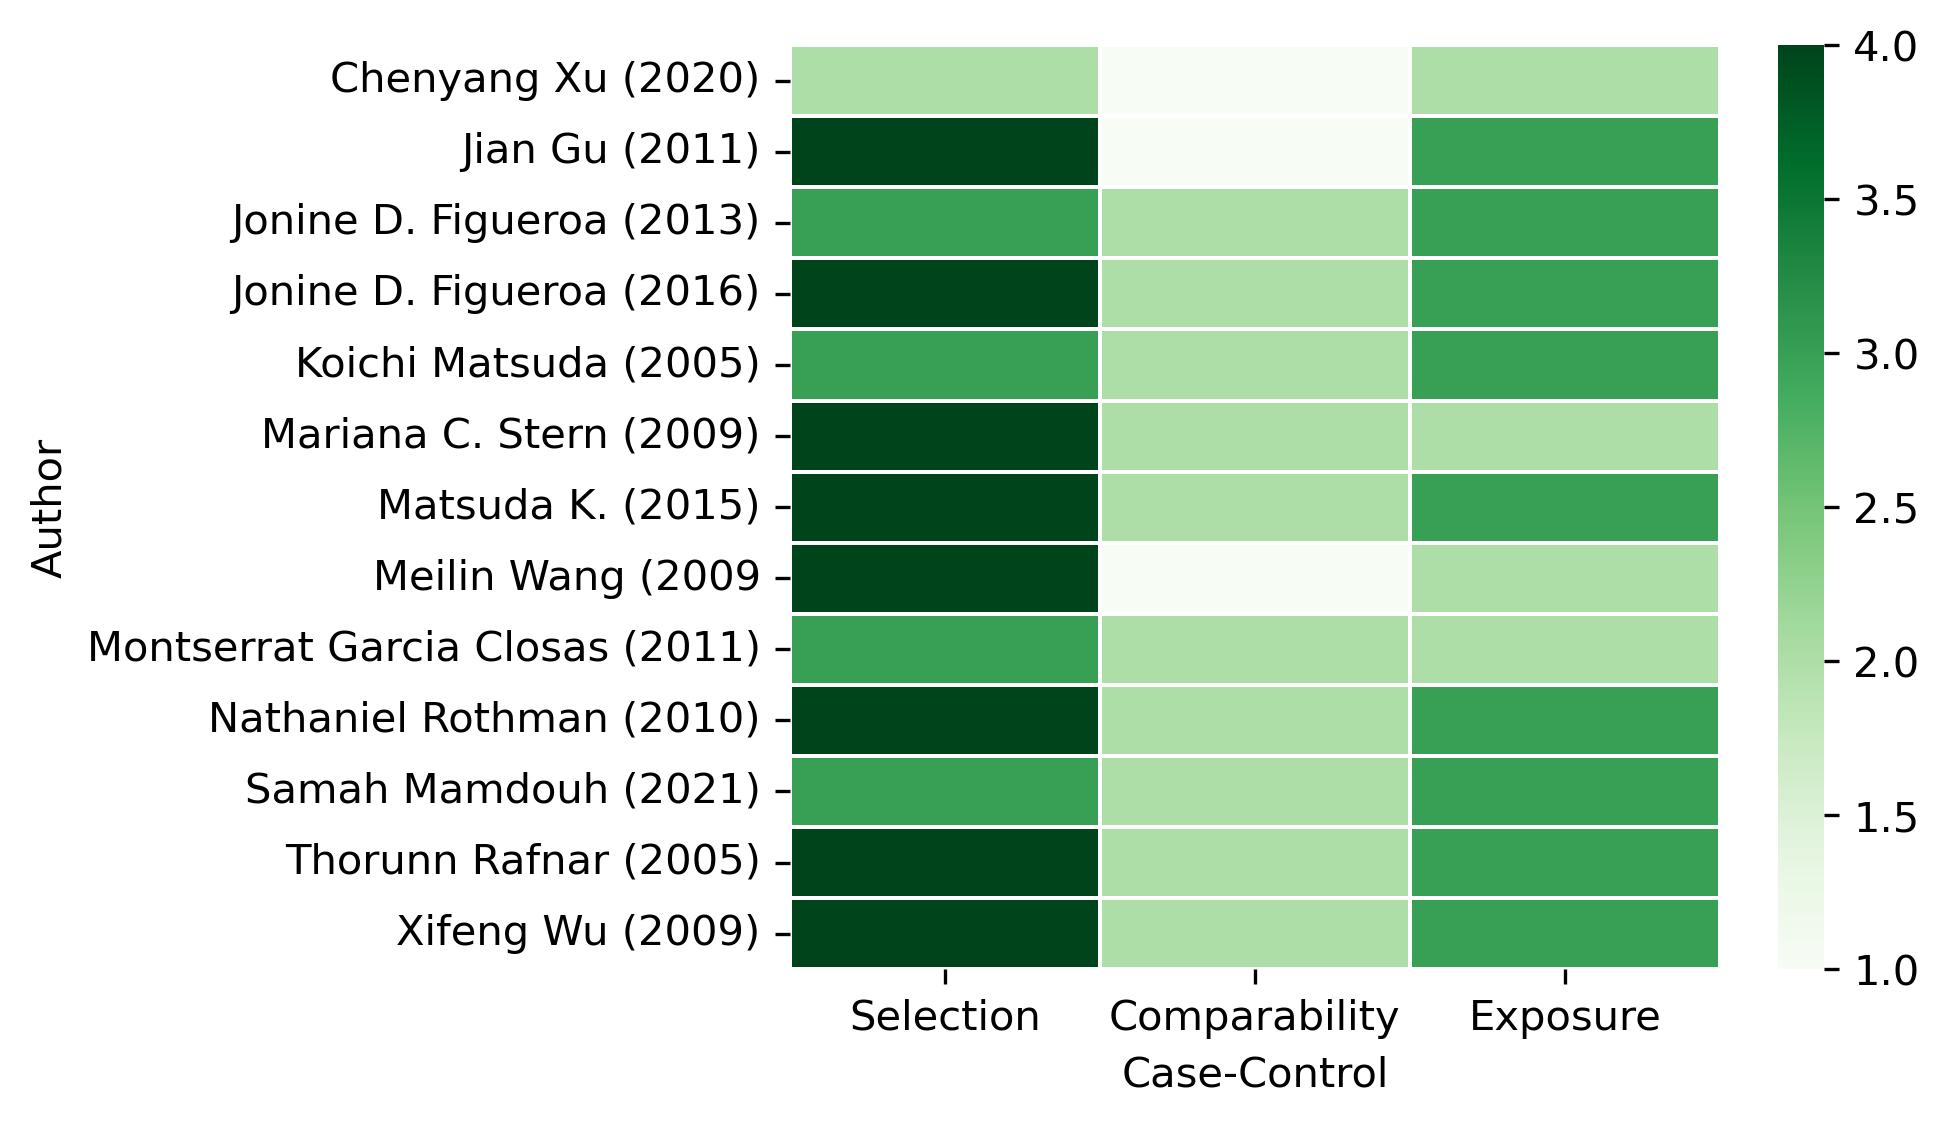 Chenyang Xu (2020)
Jian Gu (2011)
Jonine D. Figueroa (2013)
Jonine D. Figueroa (2016)
Koichi Matsuda (2005)
Mariana C. Stern (2009)
Matsuda K. (2015)
Meilin Wang (2009
Montserrat Garcia Closas (2011)
Nathaniel Rothman (2010)
Samah Mamdouh (2021)
Thorunn Rafnar (2005)
Xifeng Wu (2009)
Author
Selection Comparability Exposure
Case-Control
4.0
3.5
3.0
2.5
2.0
1.5
1.0